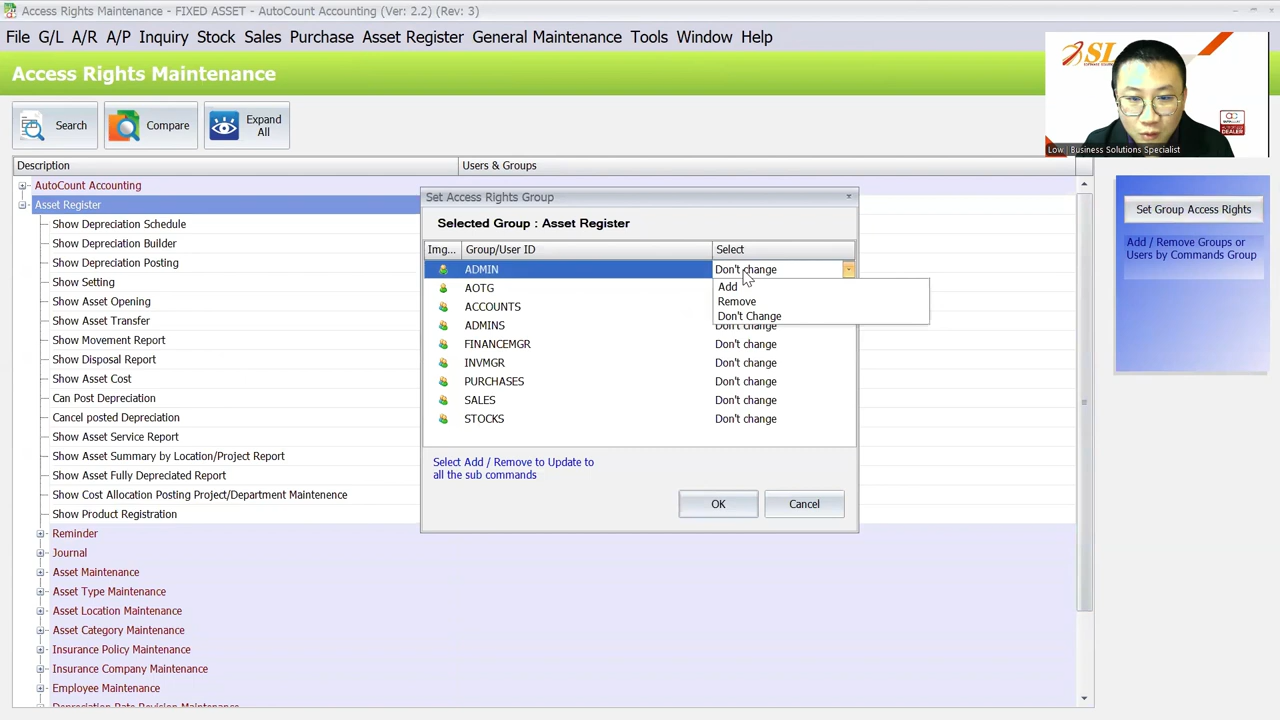 Access Rights Maintenance - FIXED ASSET - AutoCount Accounting (Ver: 2.2) (Rev: 3)
File G/L A/R A/P Inquiry Stock Sales Purchase Asset Register General Maintenance Tools Window Help
Access Rights Maintenance
SL
Search
Compare
Expand
All
Low | Business Solutions Specialist
Description
Users & Groups
AutoCount Accounting
Asset Register
Show Depreciation Schedule
Show Depreciation Builder
Show Depreciation Posting
Show Setting
Show Asset Opening
Show Asset Transfer
Show Movement Report
Show Disposal Report
Show Asset Cost
Can Post Depreciation
Cancel posted Depreciation
Show Asset Service Report
Show Asset Summary by Location/Project Report
Show Asset Fully Depreciated Report
Show Cost Allocation Posting Project/Department Maintenence
Show Product Registration
Reminder
Journal
Asset Maintenance
Asset Type Maintenance
Asset Location Maintenance
Asset Category Maintenance
Insurance Policy Maintenance
Insurance Company Maintenance
Employee Maintenance
Depreciation Rate Revision Maintenance
Set Access Rights Group
Selected Group : Asset Register
Img... Group/User ID Select
ADMIN Don't change
AOTG
ACCOUNTS
ADMINS Don't change
FINANCEMGR Don't change
INVMGR Don't change
PURCHASES Don't change
SALES Don't change
STOCKS Don't change
Add
Remove
Don't Change
Select Add / Remove to Update to
all the sub commands
OK
Cancel
Set Group Access Rights
Add / Remove Groups or
Users by Commands Group